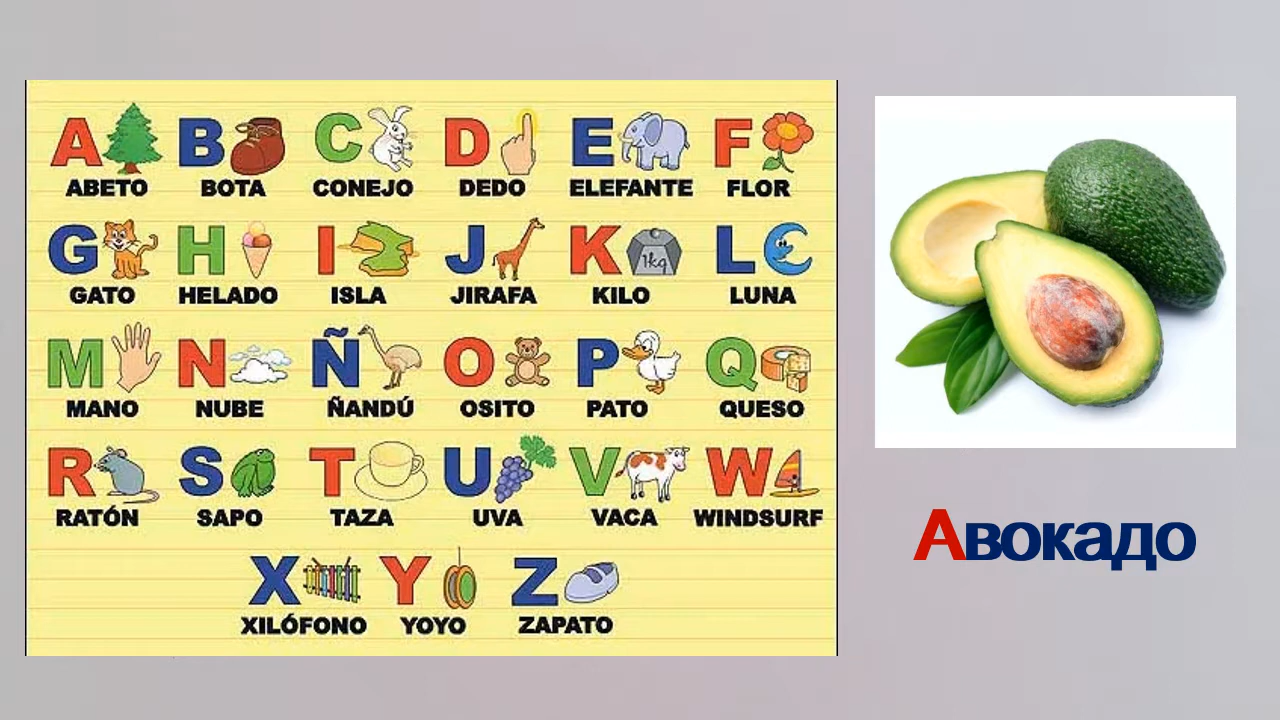 A B C D E F
ABETO BOTA CONEJO DEDO ELEFANTE FLOR
G H I J K 1kg L
GATO HELADO ISLA JIRAFA KILO LUNA
M N Ñ O P Q
MANO NUBE ÑANDÚ OSITO PATO QUESO
R S T U V W
RATÓN SAPO TAZA UVA VACA WINDSURF
X Y Z
XILÓFONO YOYO ZAPATO
Авокадо